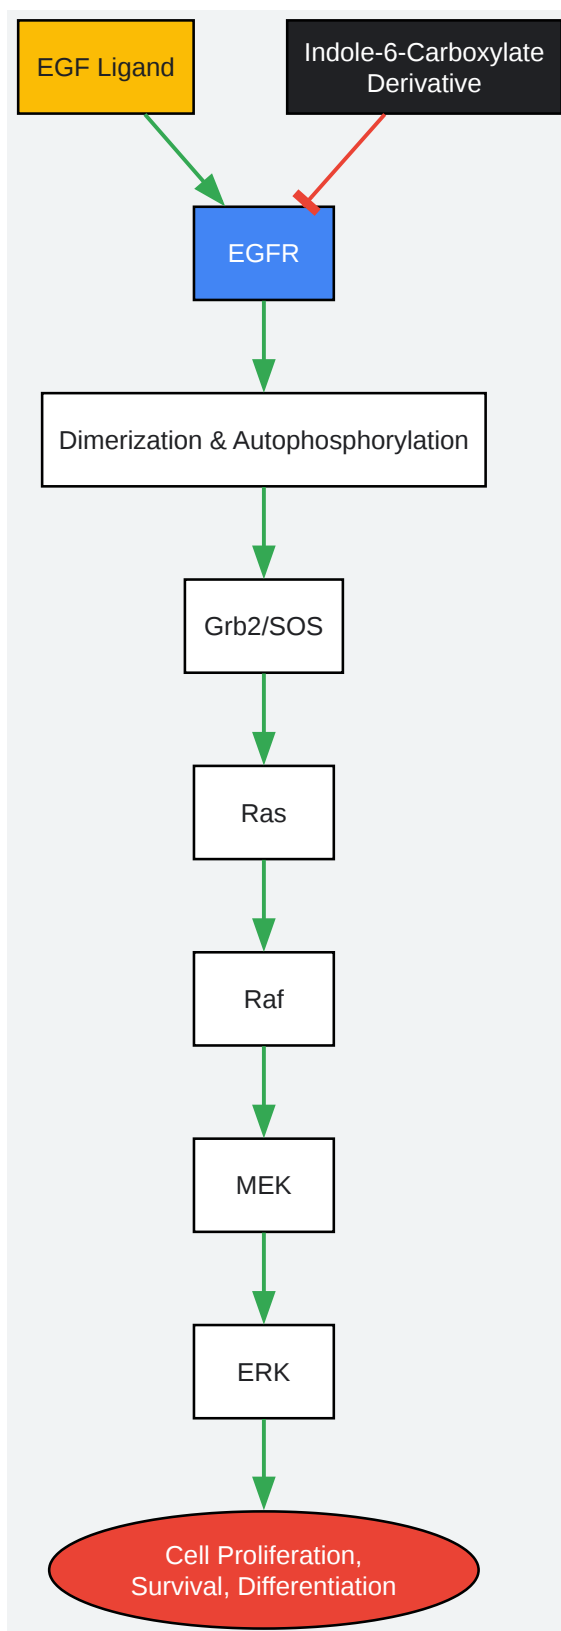 EGF Ligand
Indole-6-Carboxylate
Derivative
EGFR
Dimerization & Autophosphorylation
Grb2/SOS
Ras
Raf
MEK
ERK
Cell Proliferation,
Survival, Differentiation